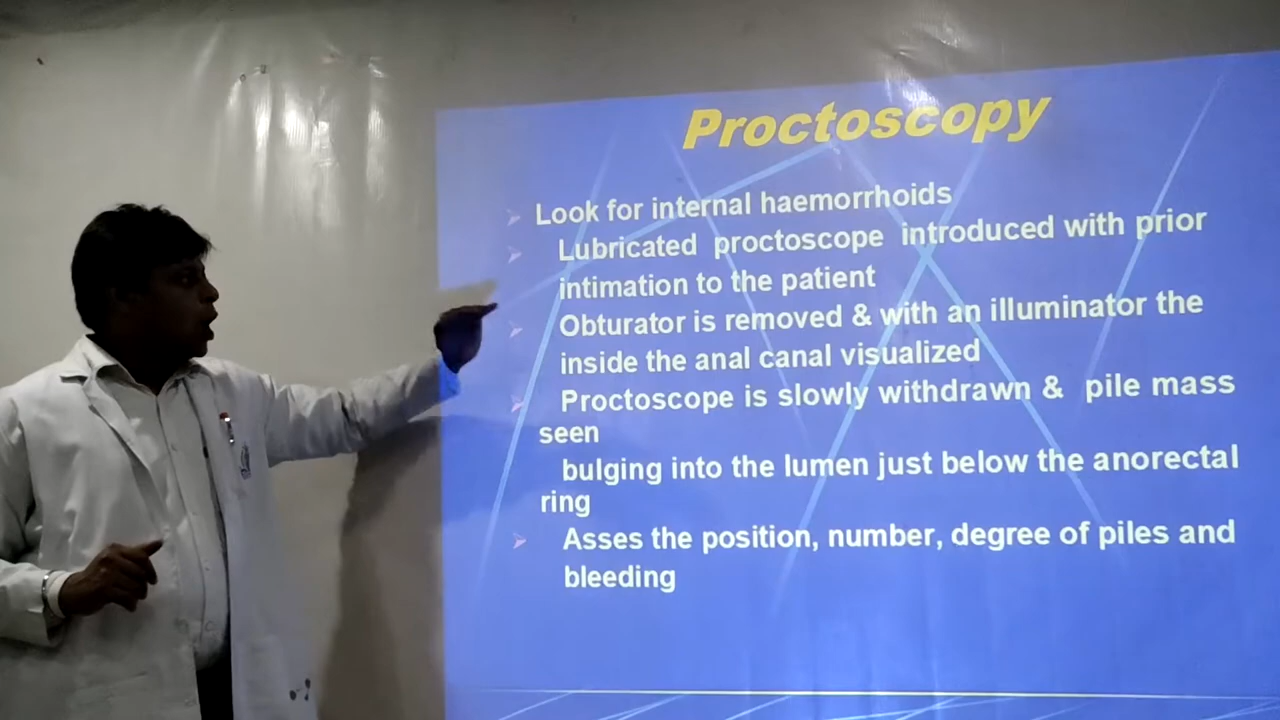 Proctoscopy
Look for internal haemorrhoids
Lubricated proctoscope introduced with prior
intimation to the patient
Obturator is removed & with an illuminator the
inside the anal canal visualized
Proctoscope is slowly withdrawn & pile mass
seen
bulging into the lumen just below the anorectal
ring
Asses the position, number, degree of piles and
bleeding